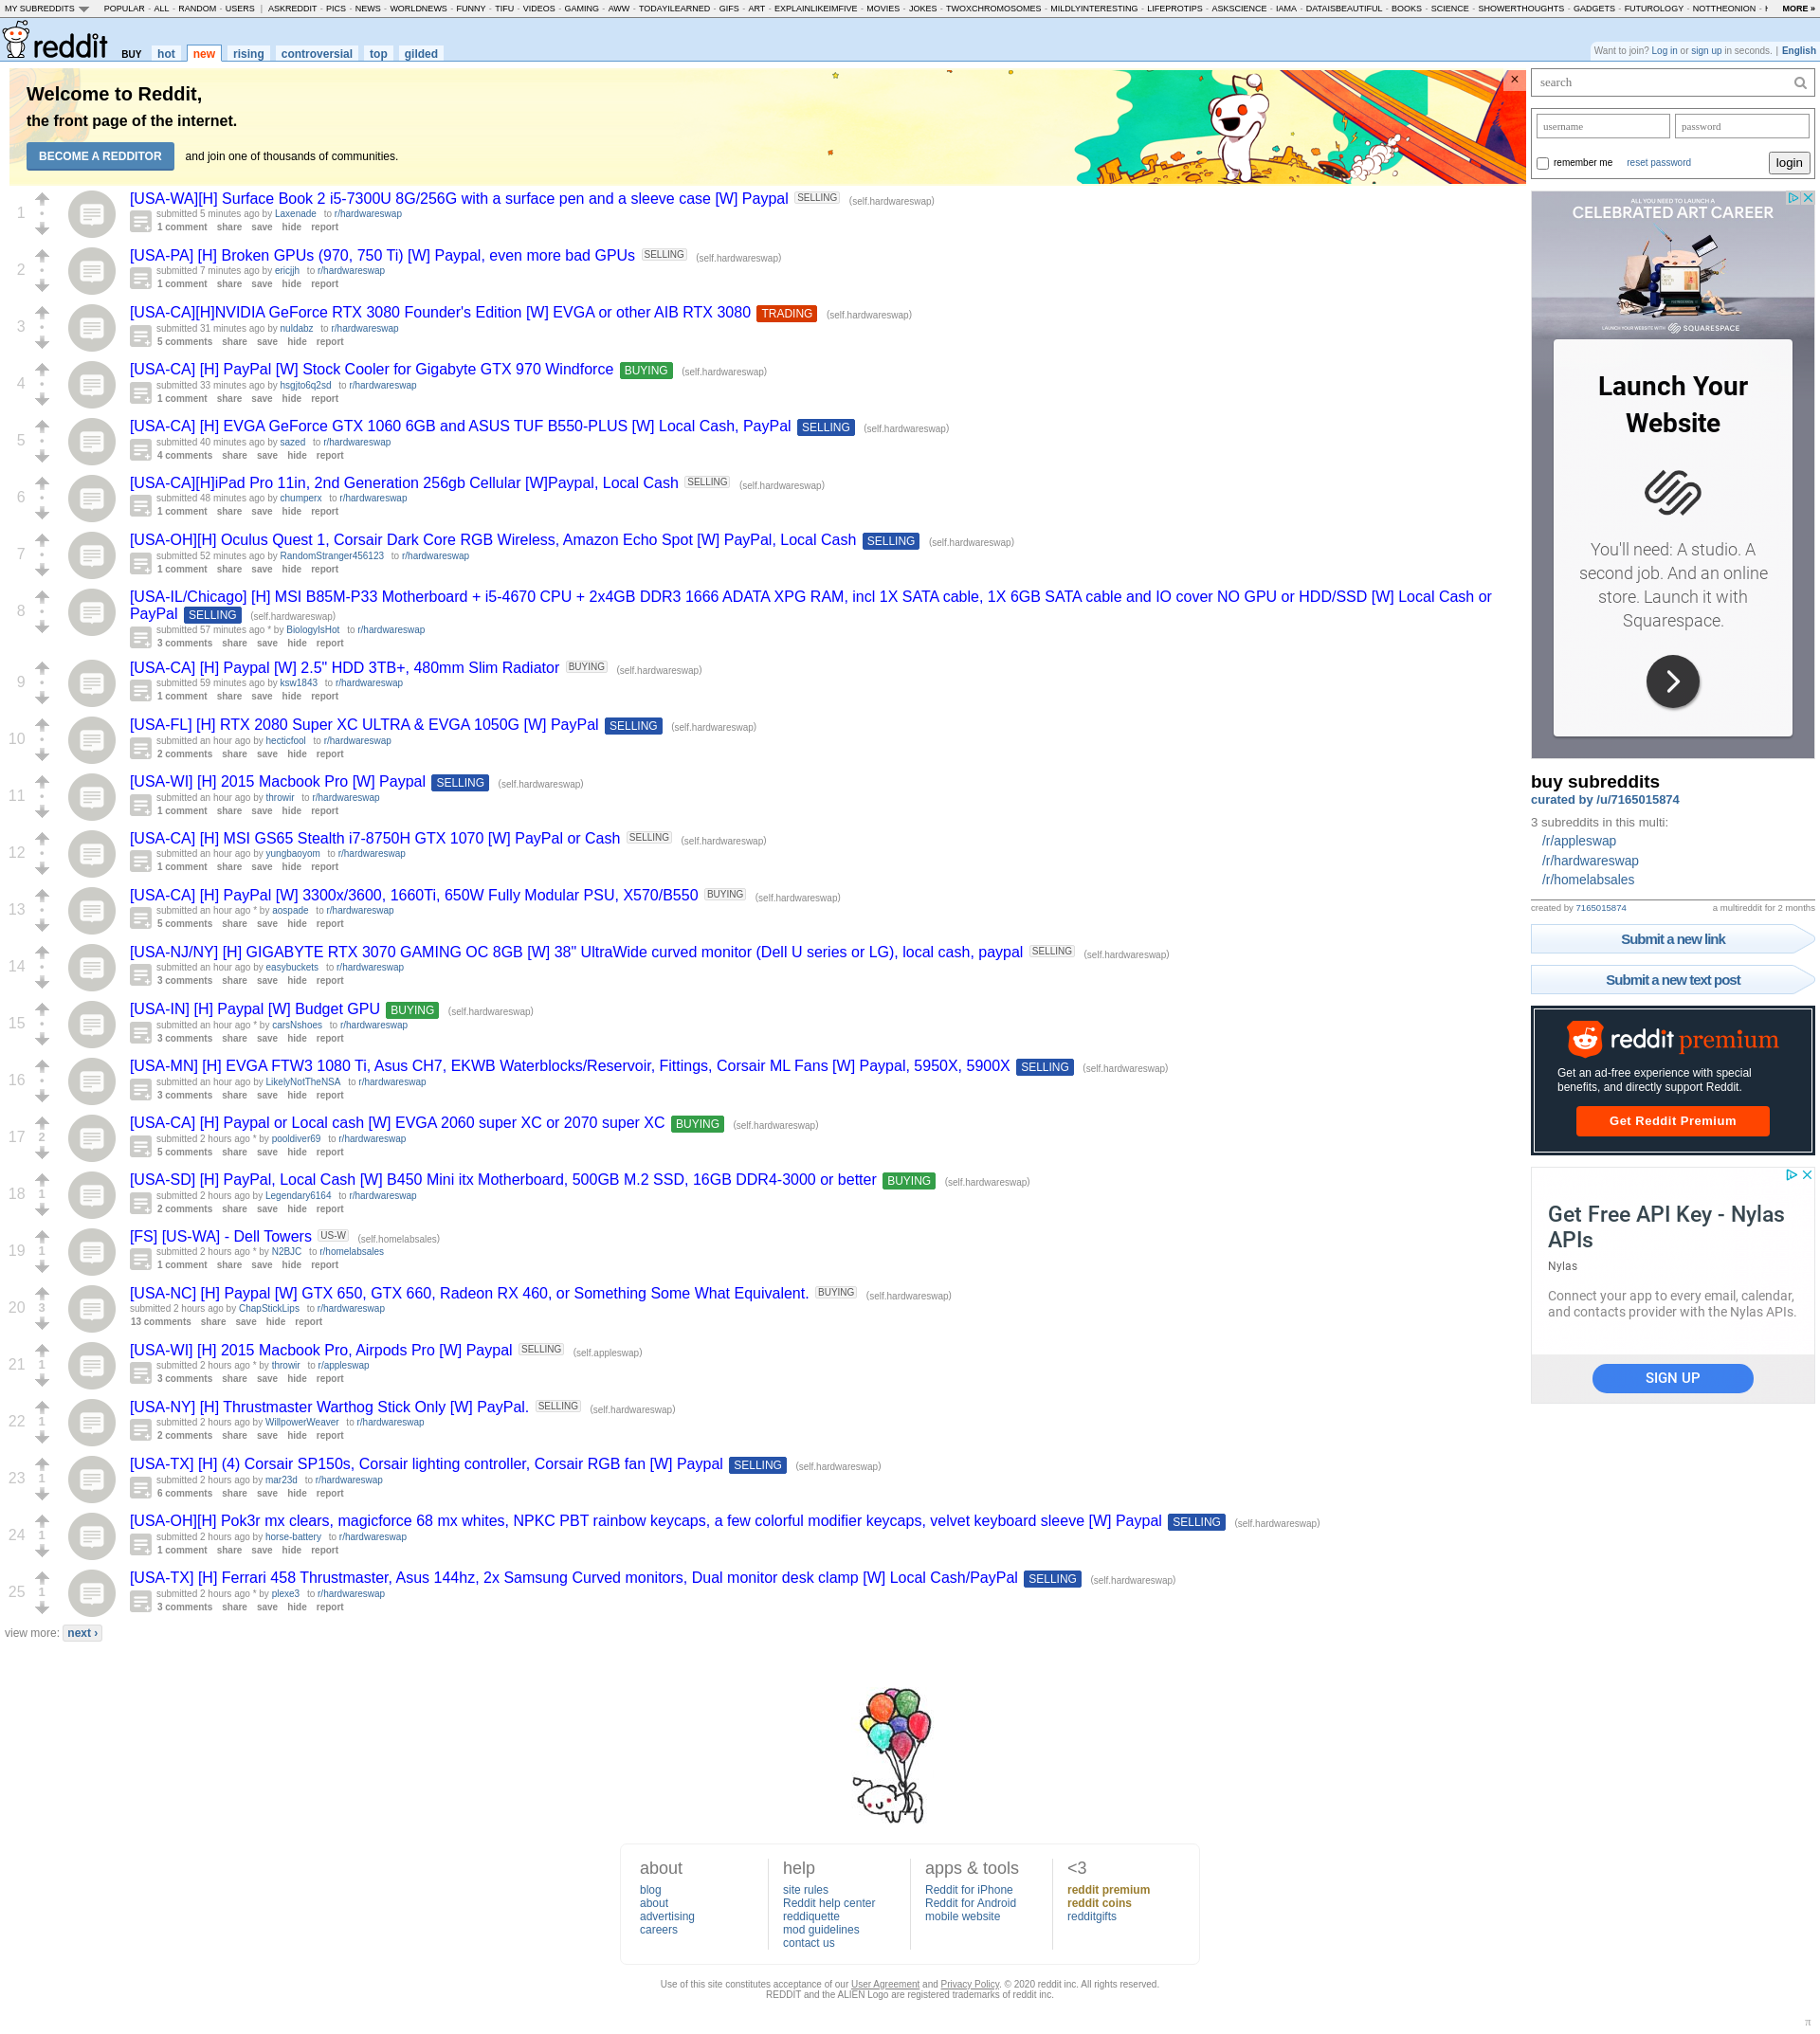 MY SUBREDDITS POPULAR - ALL - RANDOM - USERS | ASKREDDIT - PICS - NEWS - WORLDNEWS - FUNNY - TIFU - VIDEOS - GAMING - AWW - TODAYILEARNED - GIFS - ART - EXPLAINLIKEIMFIVE - MOVIES - JOKES - TWOXCHROMOSOMES - MILDLYINTERESTING - LIFEPROTIPS - ASKSCIENCE - IAMA - DATAISBEAUTIFUL - BOOKS - SCIENCE - SHOWERTHOUGHTS - GADGETS - FUTUROLOGY - NOTTHEONION - MORE »
reddit BUY hot new rising controversial top gilded
Want to join? Log in or sign up in seconds. | English
Welcome to Reddit,
the front page of the internet.
BECOME A REDDITOR and join one of thousands of communities.
×
search
username password
remember me reset password login
1 [USA-WA][H] Surface Book 2 i5-7300U 8G/256G with a surface pen and a sleeve case [W] Paypal SELLING (self.hardwareswap)
submitted 5 minutes ago by Laxenade to r/hardwareswap
1 comment share save hide report
2 [USA-PA] [H] Broken GPUs (970, 750 Ti) [W] Paypal, even more bad GPUs SELLING (self.hardwareswap)
submitted 7 minutes ago by ericjjh to r/hardwareswap
1 comment share save hide report
3 [USA-CA][H]NVIDIA GeForce RTX 3080 Founder's Edition [W] EVGA or other AIB RTX 3080 TRADING (self.hardwareswap)
submitted 31 minutes ago by nuldabz to r/hardwareswap
5 comments share save hide report
4 [USA-CA] [H] PayPal [W] Stock Cooler for Gigabyte GTX 970 Windforce BUYING (self.hardwareswap)
submitted 33 minutes ago by hsgjto6q2sd to r/hardwareswap
1 comment share save hide report
5 [USA-CA] [H] EVGA GeForce GTX 1060 6GB and ASUS TUF B550-PLUS [W] Local Cash, PayPal SELLING (self.hardwareswap)
submitted 40 minutes ago by sazed to r/hardwareswap
4 comments share save hide report
6 [USA-CA][H]iPad Pro 11in, 2nd Generation 256gb Cellular [W]Paypal, Local Cash SELLING (self.hardwareswap)
submitted 48 minutes ago by chumperx to r/hardwareswap
1 comment share save hide report
7 [USA-OH][H] Oculus Quest 1, Corsair Dark Core RGB Wireless, Amazon Echo Spot [W] PayPal, Local Cash SELLING (self.hardwareswap)
submitted 52 minutes ago by RandomStranger456123 to r/hardwareswap
1 comment share save hide report
8 [USA-IL/Chicago] [H] MSI B85M-P33 Motherboard + i5-4670 CPU + 2x4GB DDR3 1666 ADATA XPG RAM, incl 1X SATA cable, 1X 6GB SATA cable and IO cover NO GPU or HDD/SSD [W] Local Cash or
PayPal SELLING (self.hardwareswap)
submitted 57 minutes ago * by BiologyIsHot to r/hardwareswap
3 comments share save hide report
9 [USA-CA] [H] Paypal [W] 2.5" HDD 3TB+, 480mm Slim Radiator BUYING (self.hardwareswap)
submitted 59 minutes ago by ksw1843 to r/hardwareswap
1 comment share save hide report
10 [USA-FL] [H] RTX 2080 Super XC ULTRA & EVGA 1050G [W] PayPal SELLING (self.hardwareswap)
submitted an hour ago by hecticfool to r/hardwareswap
2 comments share save hide report
11 [USA-WI] [H] 2015 Macbook Pro [W] Paypal SELLING (self.hardwareswap)
submitted an hour ago by throwir to r/hardwareswap
1 comment share save hide report
12 [USA-CA] [H] MSI GS65 Stealth i7-8750H GTX 1070 [W] PayPal or Cash SELLING (self.hardwareswap)
submitted an hour ago by yungbaoyom to r/hardwareswap
1 comment share save hide report
13 [USA-CA] [H] PayPal [W] 3300x/3600, 1660Ti, 650W Fully Modular PSU, X570/B550 BUYING (self.hardwareswap)
submitted an hour ago * by aospade to r/hardwareswap
5 comments share save hide report
14 [USA-NJ/NY] [H] GIGABYTE RTX 3070 GAMING OC 8GB [W] 38" UltraWide curved monitor (Dell U series or LG), local cash, paypal SELLING (self.hardwareswap)
submitted an hour ago by easybuckets to r/hardwareswap
3 comments share save hide report
15 [USA-IN] [H] Paypal [W] Budget GPU BUYING (self.hardwareswap)
submitted an hour ago * by carsNshoes to r/hardwareswap
3 comments share save hide report
16 [USA-MN] [H] EVGA FTW3 1080 Ti, Asus CH7, EKWB Waterblocks/Reservoir, Fittings, Corsair ML Fans [W] Paypal, 5950X, 5900X SELLING (self.hardwareswap)
submitted an hour ago by LikelyNotTheNSA to r/hardwareswap
3 comments share save hide report
17 2 [USA-CA] [H] Paypal or Local cash [W] EVGA 2060 super XC or 2070 super XC BUYING (self.hardwareswap)
submitted 2 hours ago * by pooldiver69 to r/hardwareswap
5 comments share save hide report
18 1 [USA-SD] [H] PayPal, Local Cash [W] B450 Mini itx Motherboard, 500GB M.2 SSD, 16GB DDR4-3000 or better BUYING (self.hardwareswap)
submitted 2 hours ago by Legendary6164 to r/hardwareswap
2 comments share save hide report
19 1 [FS] [US-WA] - Dell Towers US-W (self.homelabsales)
submitted 2 hours ago * by N2BJC to r/homelabsales
1 comment share save hide report
20 3 [USA-NC] [H] Paypal [W] GTX 650, GTX 660, Radeon RX 460, or Something Some What Equivalent. BUYING (self.hardwareswap)
submitted 2 hours ago by ChapStickLips to r/hardwareswap
13 comments share save hide report
21 1 [USA-WI] [H] 2015 Macbook Pro, Airpods Pro [W] Paypal SELLING (self.appleswap)
submitted 2 hours ago * by throwir to r/appleswap
3 comments share save hide report
22 1 [USA-NY] [H] Thrustmaster Warthog Stick Only [W] PayPal. SELLING (self.hardwareswap)
submitted 2 hours ago by WillpowerWeaver to r/hardwareswap
2 comments share save hide report
23 1 [USA-TX] [H] (4) Corsair SP150s, Corsair lighting controller, Corsair RGB fan [W] Paypal SELLING (self.hardwareswap)
submitted 2 hours ago by mar23d to r/hardwareswap
6 comments share save hide report
24 1 [USA-OH][H] Pok3r mx clears, magicforce 68 mx whites, NPKC PBT rainbow keycaps, a few colorful modifier keycaps, velvet keyboard sleeve [W] Paypal SELLING (self.hardwareswap)
submitted 2 hours ago by horse-battery to r/hardwareswap
1 comment share save hide report
25 1 [USA-TX] [H] Ferrari 458 Thrustmaster, Asus 144hz, 2x Samsung Curved monitors, Dual monitor desk clamp [W] Local Cash/PayPal SELLING (self.hardwareswap)
submitted 2 hours ago * by plexe3 to r/hardwareswap
3 comments share save hide report
view more: next ›
ALL YOU NEED TO LAUNCH A
CELEBRATED ART CAREER
LAUNCH YOUR WEBSITE WITH SQUARESPACE
Launch Your
Website
You'll need: A studio. A
second job. And an online
store. Launch it with
Squarespace.
buy subreddits
curated by /u/7165015874
3 subreddits in this multi:
/r/appleswap
/r/hardwareswap
/r/homelabsales
created by 7165015874 a multireddit for 2 months
Submit a new link
Submit a new text post
reddit premium
Get an ad-free experience with special
benefits, and directly support Reddit.
Get Reddit Premium
Get Free API Key - Nylas
APIs
Nylas
Connect your app to every email, calendar,
and contacts provider with the Nylas APIs.
SIGN UP
about
blog
about
advertising
careers
help
site rules
Reddit help center
reddiquette
mod guidelines
contact us
apps & tools
Reddit for iPhone
Reddit for Android
mobile website
<3
reddit premium
reddit coins
redditgifts
Use of this site constitutes acceptance of our User Agreement and Privacy Policy. © 2020 reddit inc. All rights reserved.
REDDIT and the ALIEN Logo are registered trademarks of reddit inc.
π